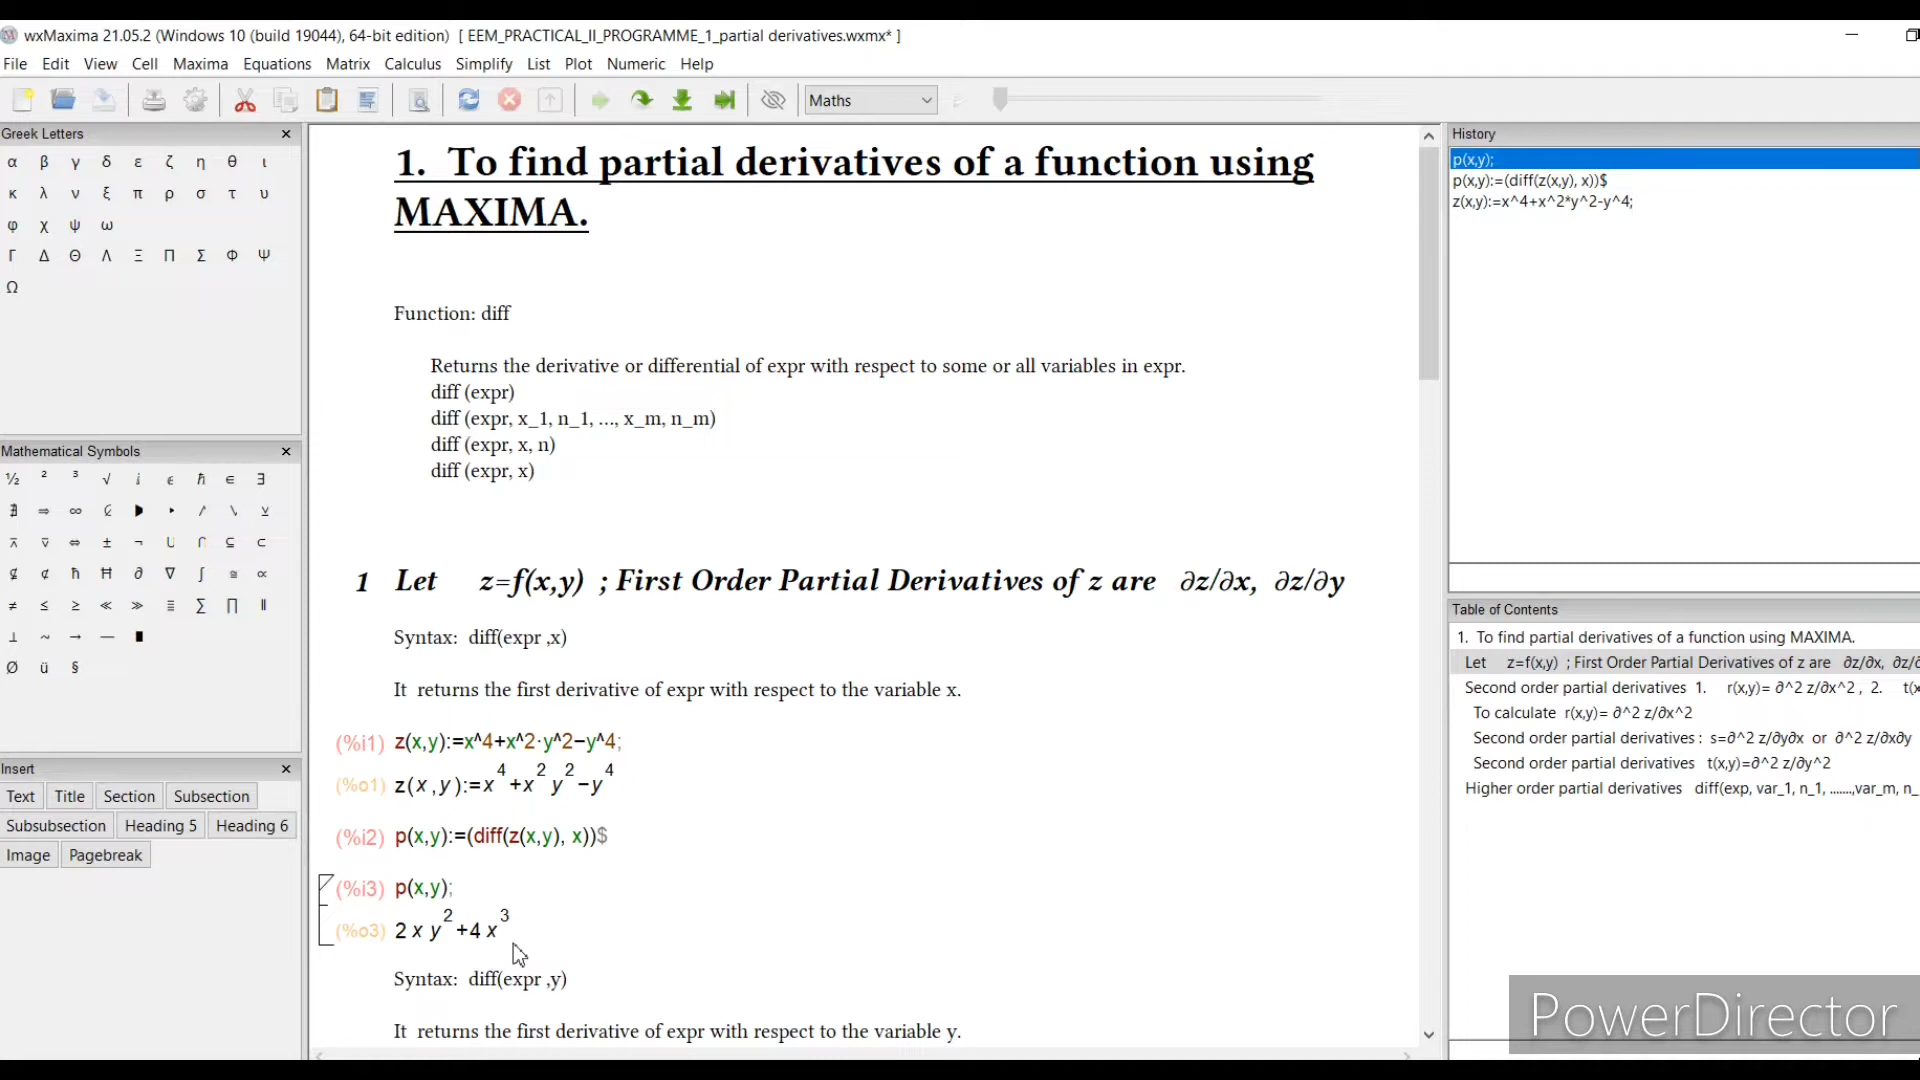 wxMaxima 21.05.2 (Windows 10 (build 19044), 64-bit edition) [ EEM_PRACTICAL_II_PROGRAMME_1_partial derivatives.wxmx* ]
File Edit View Cell Maxima Equations Matrix Calculus Simplify List Plot Numeric Help
Maths
Greek Letters
α β γ δ ε ζ η θ ι
κ λ ν ξ π ρ σ τ υ
φ χ ψ ω
Γ Δ Θ Λ Ξ Π Σ Φ Ψ
Ω
Mathematical Symbols
½ ² ³ √ ⅈ ⅇ ℏ ∈ ∃
∄ ⇒ ∞ ∅
⊼ ⊽ ⇔ ± ¬ ∪ ∩ ⊆ ⊂
⊈ ⊄ ħ Ħ ∂ ∇ ∫ ≅ ∝
≠ ≤ ≥ ≪ ≫ ≣ ∑ ∏ ∥
⊥ ~ → — ∎
Ø ü §
Insert
Text Title Section Subsection
Subsubsection Heading 5 Heading 6
Image Pagebreak
1. To find partial derivatives of a function using
MAXIMA.
Function: diff
Returns the derivative or differential of expr with respect to some or all variables in expr.
diff (expr)
diff (expr, x_1, n_1, ..., x_m, n_m)
diff (expr, x, n)
diff (expr, x)
1 Let z=f(x,y) ; First Order Partial Derivatives of z are ∂z/∂x, ∂z/∂y
Syntax: diff(expr ,x)
It returns the first derivative of expr with respect to the variable x.
(%i1) z(x,y):=x^4+x^2·y^2−y^4;
(%o1) z(x,y):=x⁴+x² y²−y⁴
(%i2) p(x,y):=(diff(z(x,y), x))$
(%i3) p(x,y);
(%o3) 2 x y²+4 x³
Syntax: diff(expr ,y)
It returns the first derivative of expr with respect to the variable y.
History
p(x,y);
p(x,y):=(diff(z(x,y), x))$
z(x,y):=x^4+x^2*y^2-y^4;
Table of Contents
1. To find partial derivatives of a function using MAXIMA.
Let z=f(x,y) ; First Order Partial Derivatives of z are ∂z/∂x, ∂z/∂
Second order partial derivatives 1. r(x,y)= ∂^2 z/∂x^2 , 2. t(x
To calculate r(x,y)= ∂^2 z/∂x^2
Second order partial derivatives : s=∂^2 z/∂y∂x or ∂^2 z/∂x∂y
Second order partial derivatives t(x,y)=∂^2 z/∂y^2
Higher order partial derivatives diff(exp, var_1, n_1, .......,var_m, n_
PowerDirector